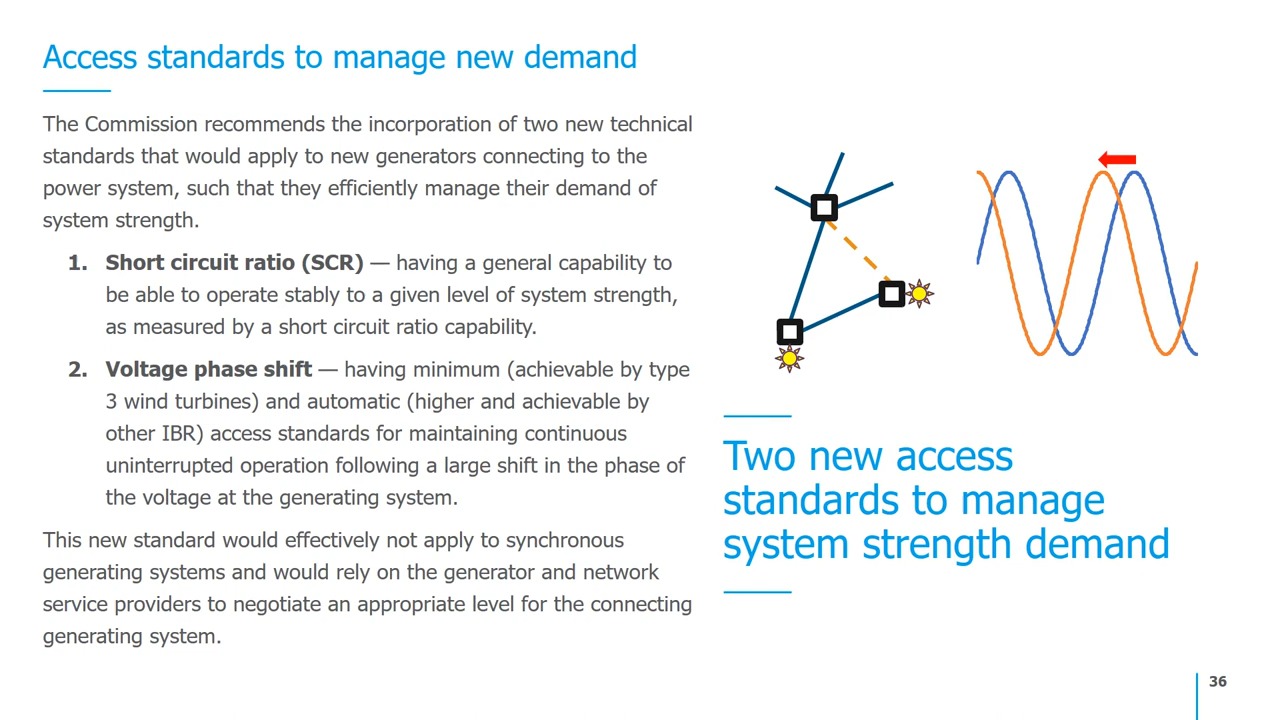 Access standards to manage new demand
The Commission recommends the incorporation of two new technical
standards that would apply to new generators connecting to the
power system, such that they efficiently manage their demand of
system strength.
1. Short circuit ratio (SCR) — having a general capability to
be able to operate stably to a given level of system strength,
as measured by a short circuit ratio capability.
2. Voltage phase shift — having minimum (achievable by type
3 wind turbines) and automatic (higher and achievable by
other IBR) access standards for maintaining continuous
uninterrupted operation following a large shift in the phase of
the voltage at the generating system.
This new standard would effectively not apply to synchronous
generating systems and would rely on the generator and network
service providers to negotiate an appropriate level for the connecting
generating system.
Two new access
standards to manage
system strength demand
36